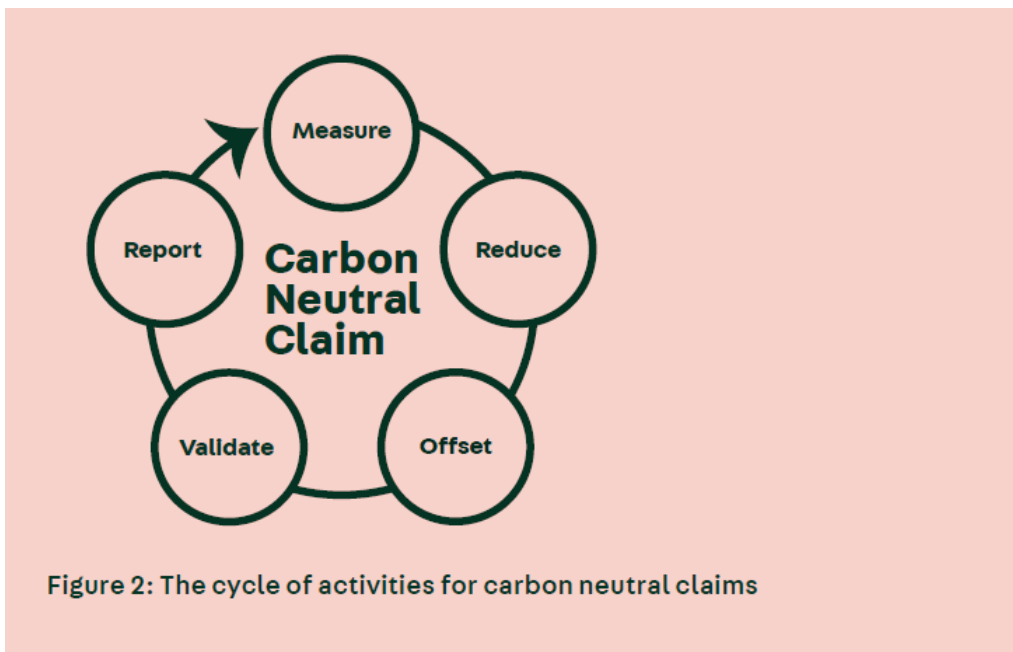 Measure
Reduce
Offset
Validate
Report
Carbon
Neutral
Claim
Figure 2: The cycle of activities for carbon neutral claims